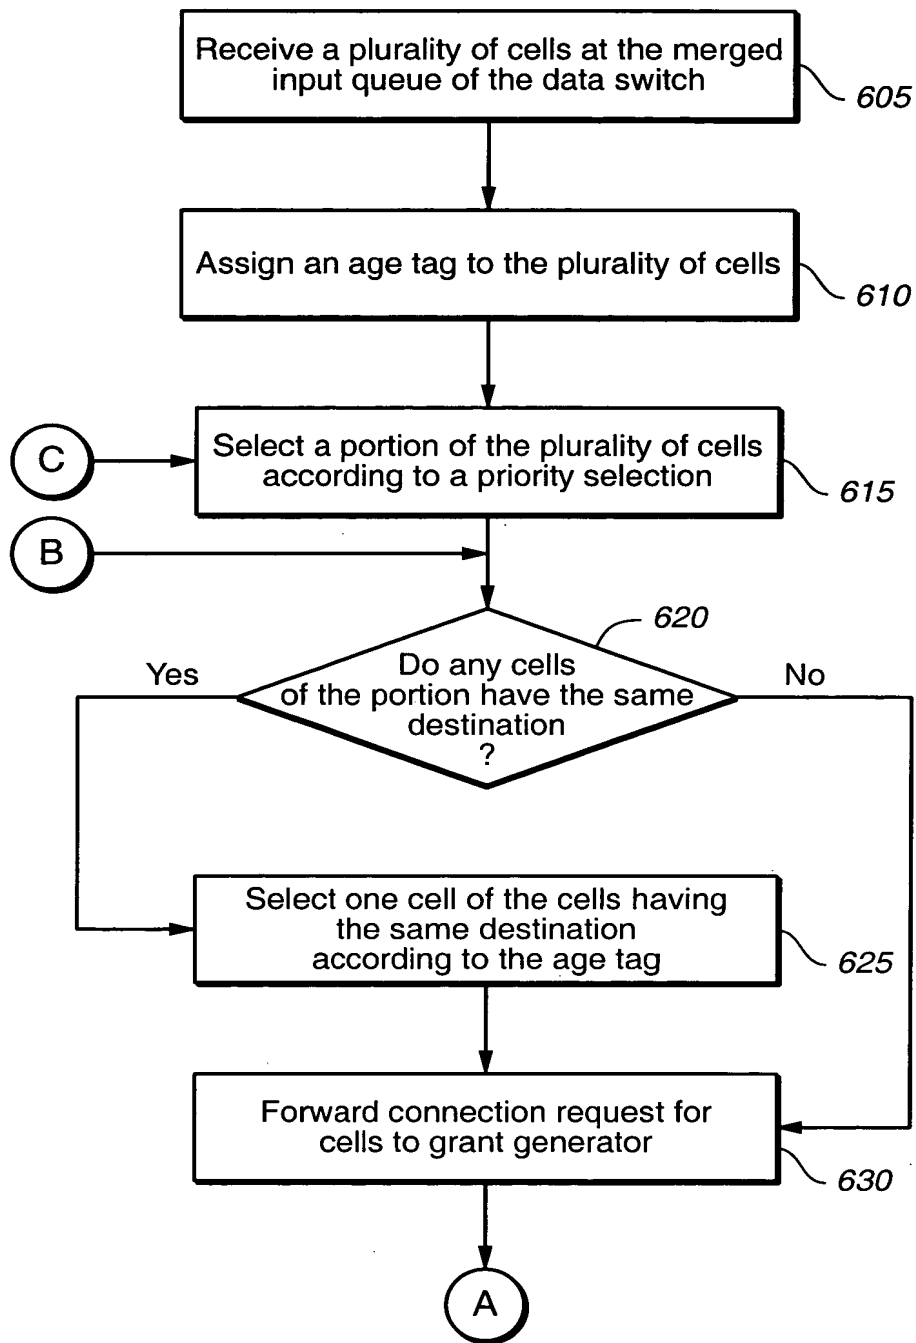 Receive a plurality of cells at the merged
input queue of the data switch
605
Assign an age tag to the plurality of cells
610
C
Select a portion of the plurality of cells
according to a priority selection
615
B
620
Yes
Do any cells
of the portion have the same
destination
?
No
Select one cell of the cells having
the same destination
according to the age tag
625
Forward connection request for
cells to grant generator
630
A